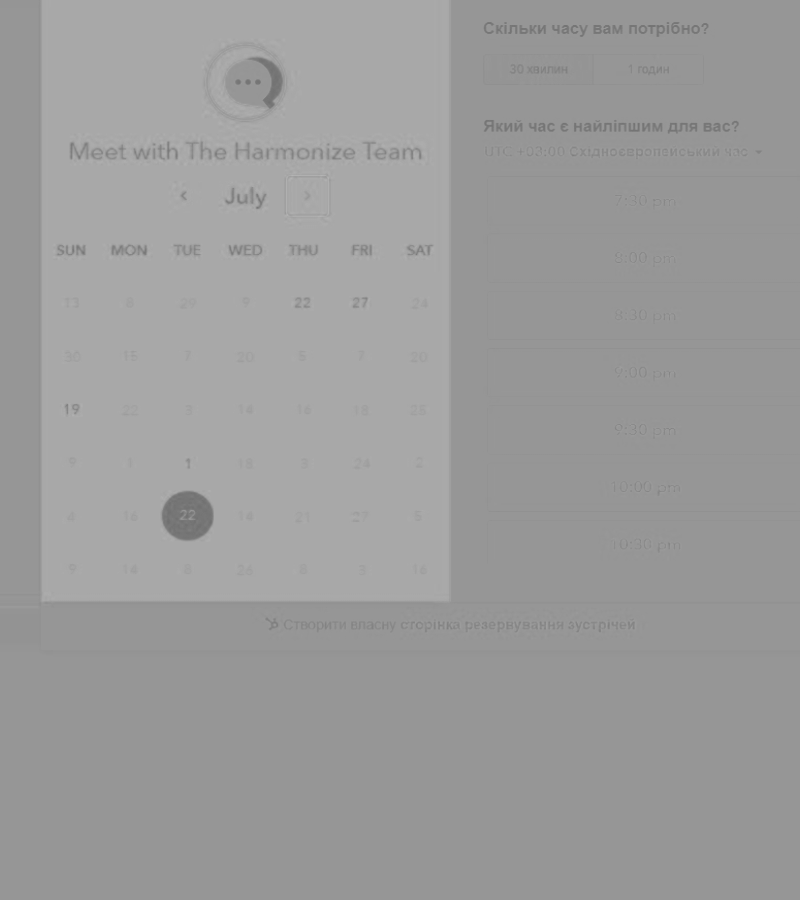 Meet with The Harmonize Team
July
SUN MON TUE WED THU FRI SAT
13 8 29 9 22 27 24
30 15 7 20 5 7 20
19 22 3 14 16 18 28
9 1 1 18 3 24 2
4 16 22 19 21 27 5
9 14 8 26 8 3 16
Скільки часу вам потрібно?
30 хвилин 1 годин
Який час є найліпшим для вас?
UTC +03:00 Східноєвропейський час
7:30 pm
8:00 pm
8:30 pm
9:00 pm
9:30 pm
10:00 pm
10:30 pm
Створити власну сторінка резервування зустрічей